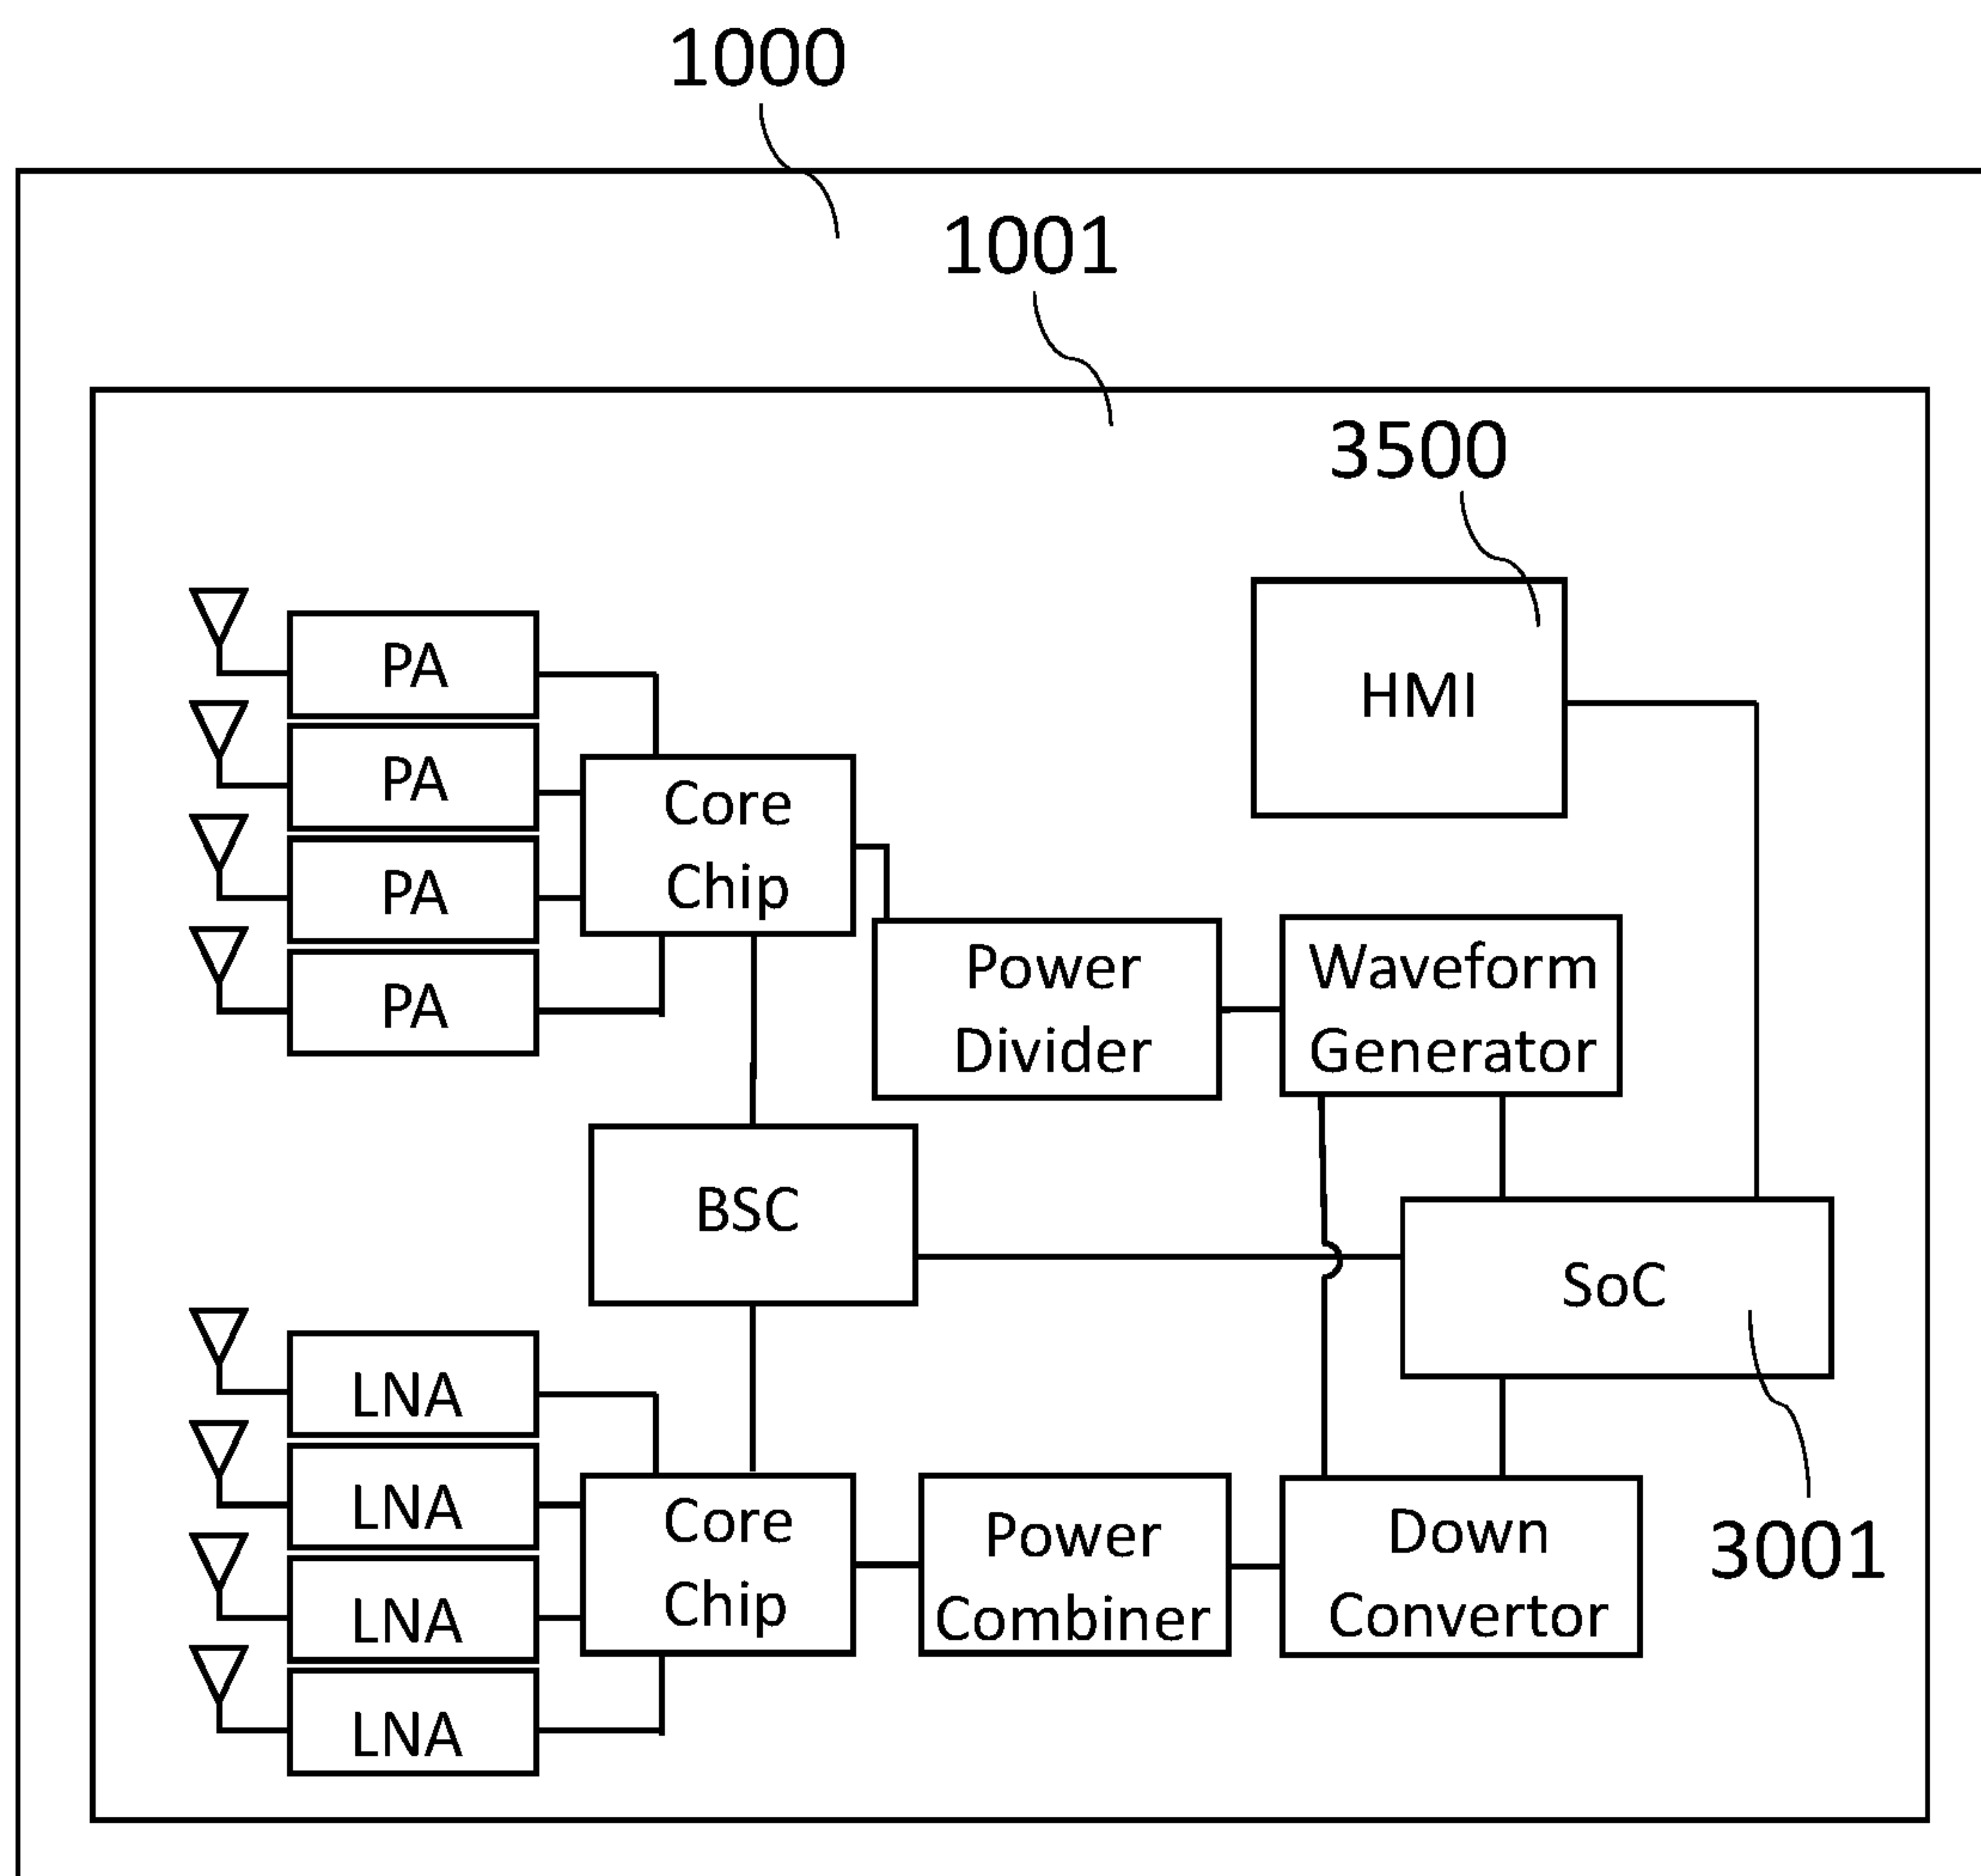 1000
1001
3500
PA
PA
PA
PA
HMI
Core
Chip
Power
Divider
Waveform
Generator
BSC
SoC
LNA
LNA
LNA
LNA
Core
Chip
Power
Combiner
Down
Convertor
3001